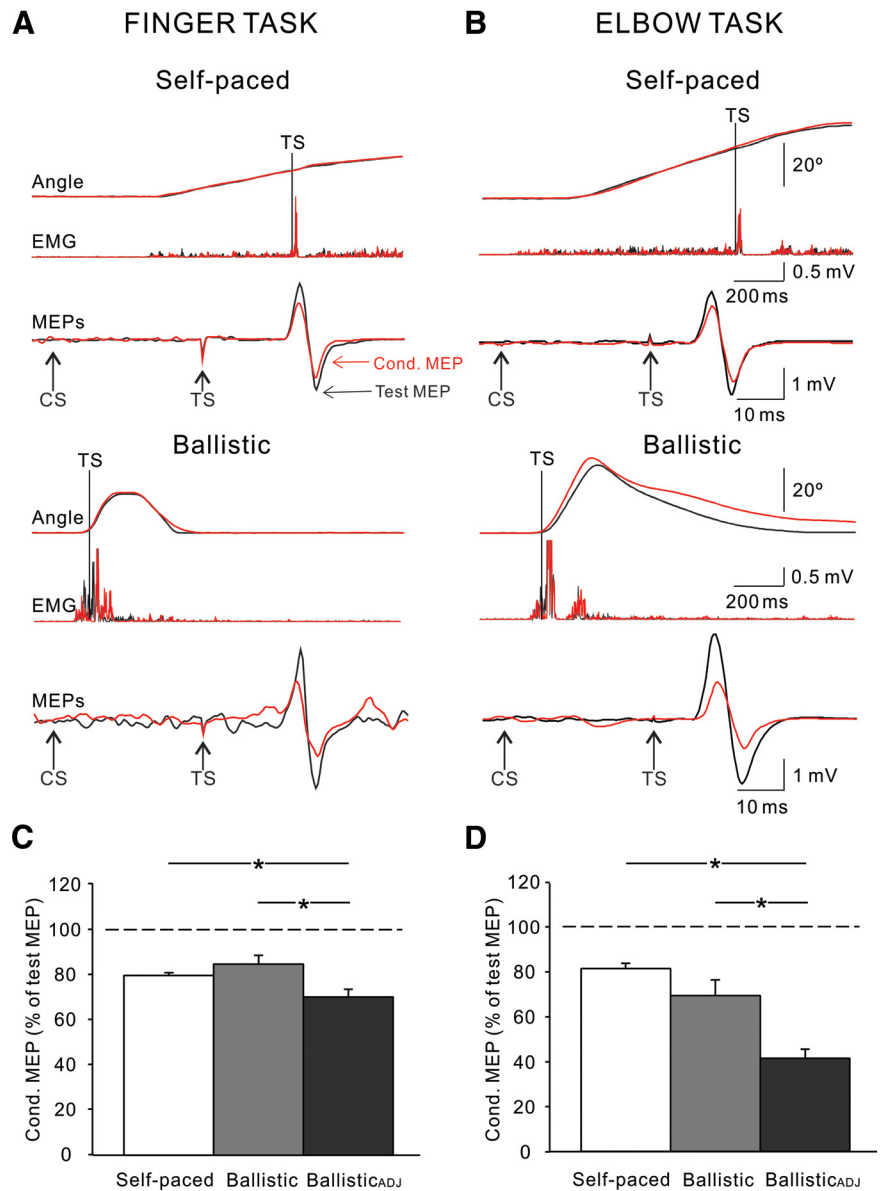 A FINGER TASK
B ELBOW TASK
Self-paced
Self-paced
TS
Angle
EMG
MEPs
CS
TS
Cond. MEP
Test MEP
TS
20º
0.5 mV
200 ms
CS
TS
1 mV
10 ms
Ballistic
TS
Angle
EMG
MEPs
CS
TS
Ballistic
TS
20º
0.5 mV
200 ms
CS
TS
1 mV
10 ms
C
Cond. MEP (% of test MEP)
120
100
80
60
40
20
0
*
*
Self-paced Ballistic BallisticADJ
D
Cond. MEP (% of test MEP)
120
100
80
60
40
20
0
*
*
Self-paced Ballistic BallisticADJ